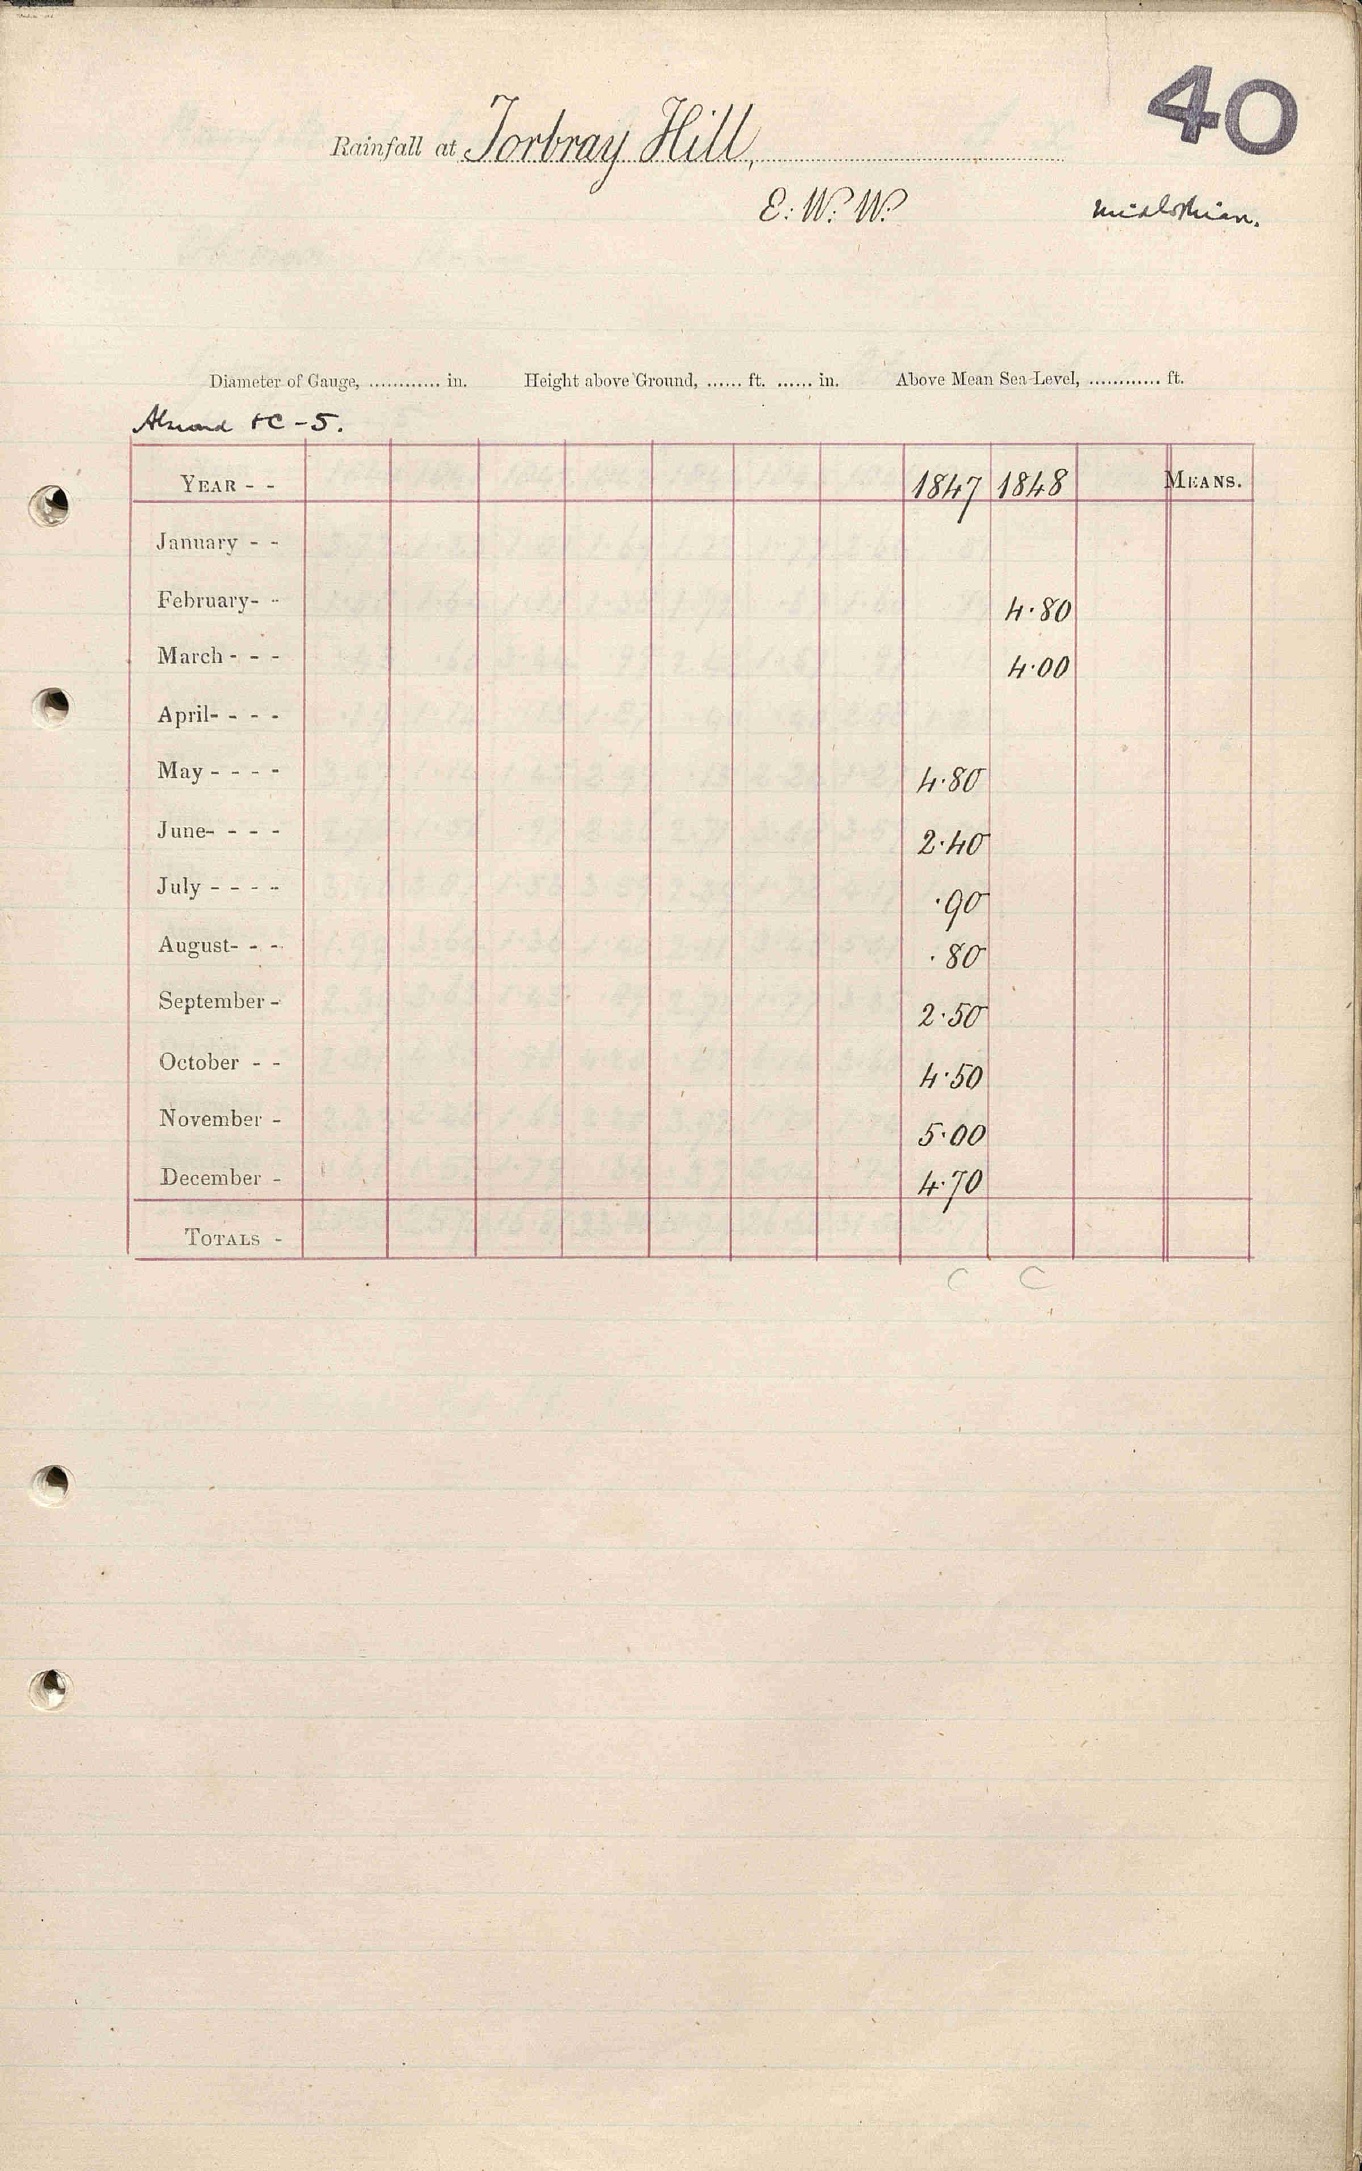 40
Rainfall at Torbray Hill,
E. W. W.
Midlothian.
Diameter of Gauge, ............ in. Height above Ground, ...... ft. ...... in. Above Mean Sea Level, ............ ft.
Almond & C - 5.
YEAR - - 1847 1848 MEANS.
January - -
February- - 4.80
March - - - 4.00
April- - - -
May - - - - 4.80
June- - - - 2.40
July - - - - .90
August- - - .80
September - 2.50
October - - 4.50
November - 5.00
December - 4.70
TOTALS -
C C